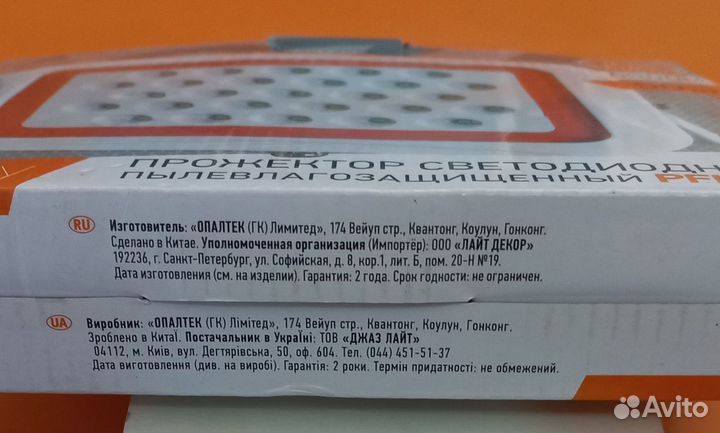 ПРОЖЕКТОР СВЕТОДИОДН
ПЫЛЕВЛАГОЗАЩИЩЕННЫЙ PF
RU Изготовитель: «ОПАЛТЕК (ГК) Лимитед», 174 Вейуп стр., Квантонг, Коулун, Гонконг.
Сделано в Китае. Уполномоченная организация (Импортёр): ООО «ЛАЙТ ДЕКОР»
192236, г. Санкт-Петербург, ул. Софийская, д. 8, кор.1, лит. Б, пом. 20-Н №19.
Дата изготовления (см. на изделии). Гарантия: 2 года. Срок годности: не ограничен.
UA Виробник: «ОПАЛТЕК (ГК) Лімітед», 174 Вейуп стр., Квантонг, Коулун, Гонконг.
Зроблено в Китаї. Постачальник в Україні: ТОВ «ДЖАЗ ЛАЙТ»
04112, м. Київ, вул. Дегтярівська, 50, оф. 604. Тел. (044) 451-51-37
Дата виготовлення (див. на виробі). Гарантія: 2 роки. Термін придатності: не обмежений.
Avito